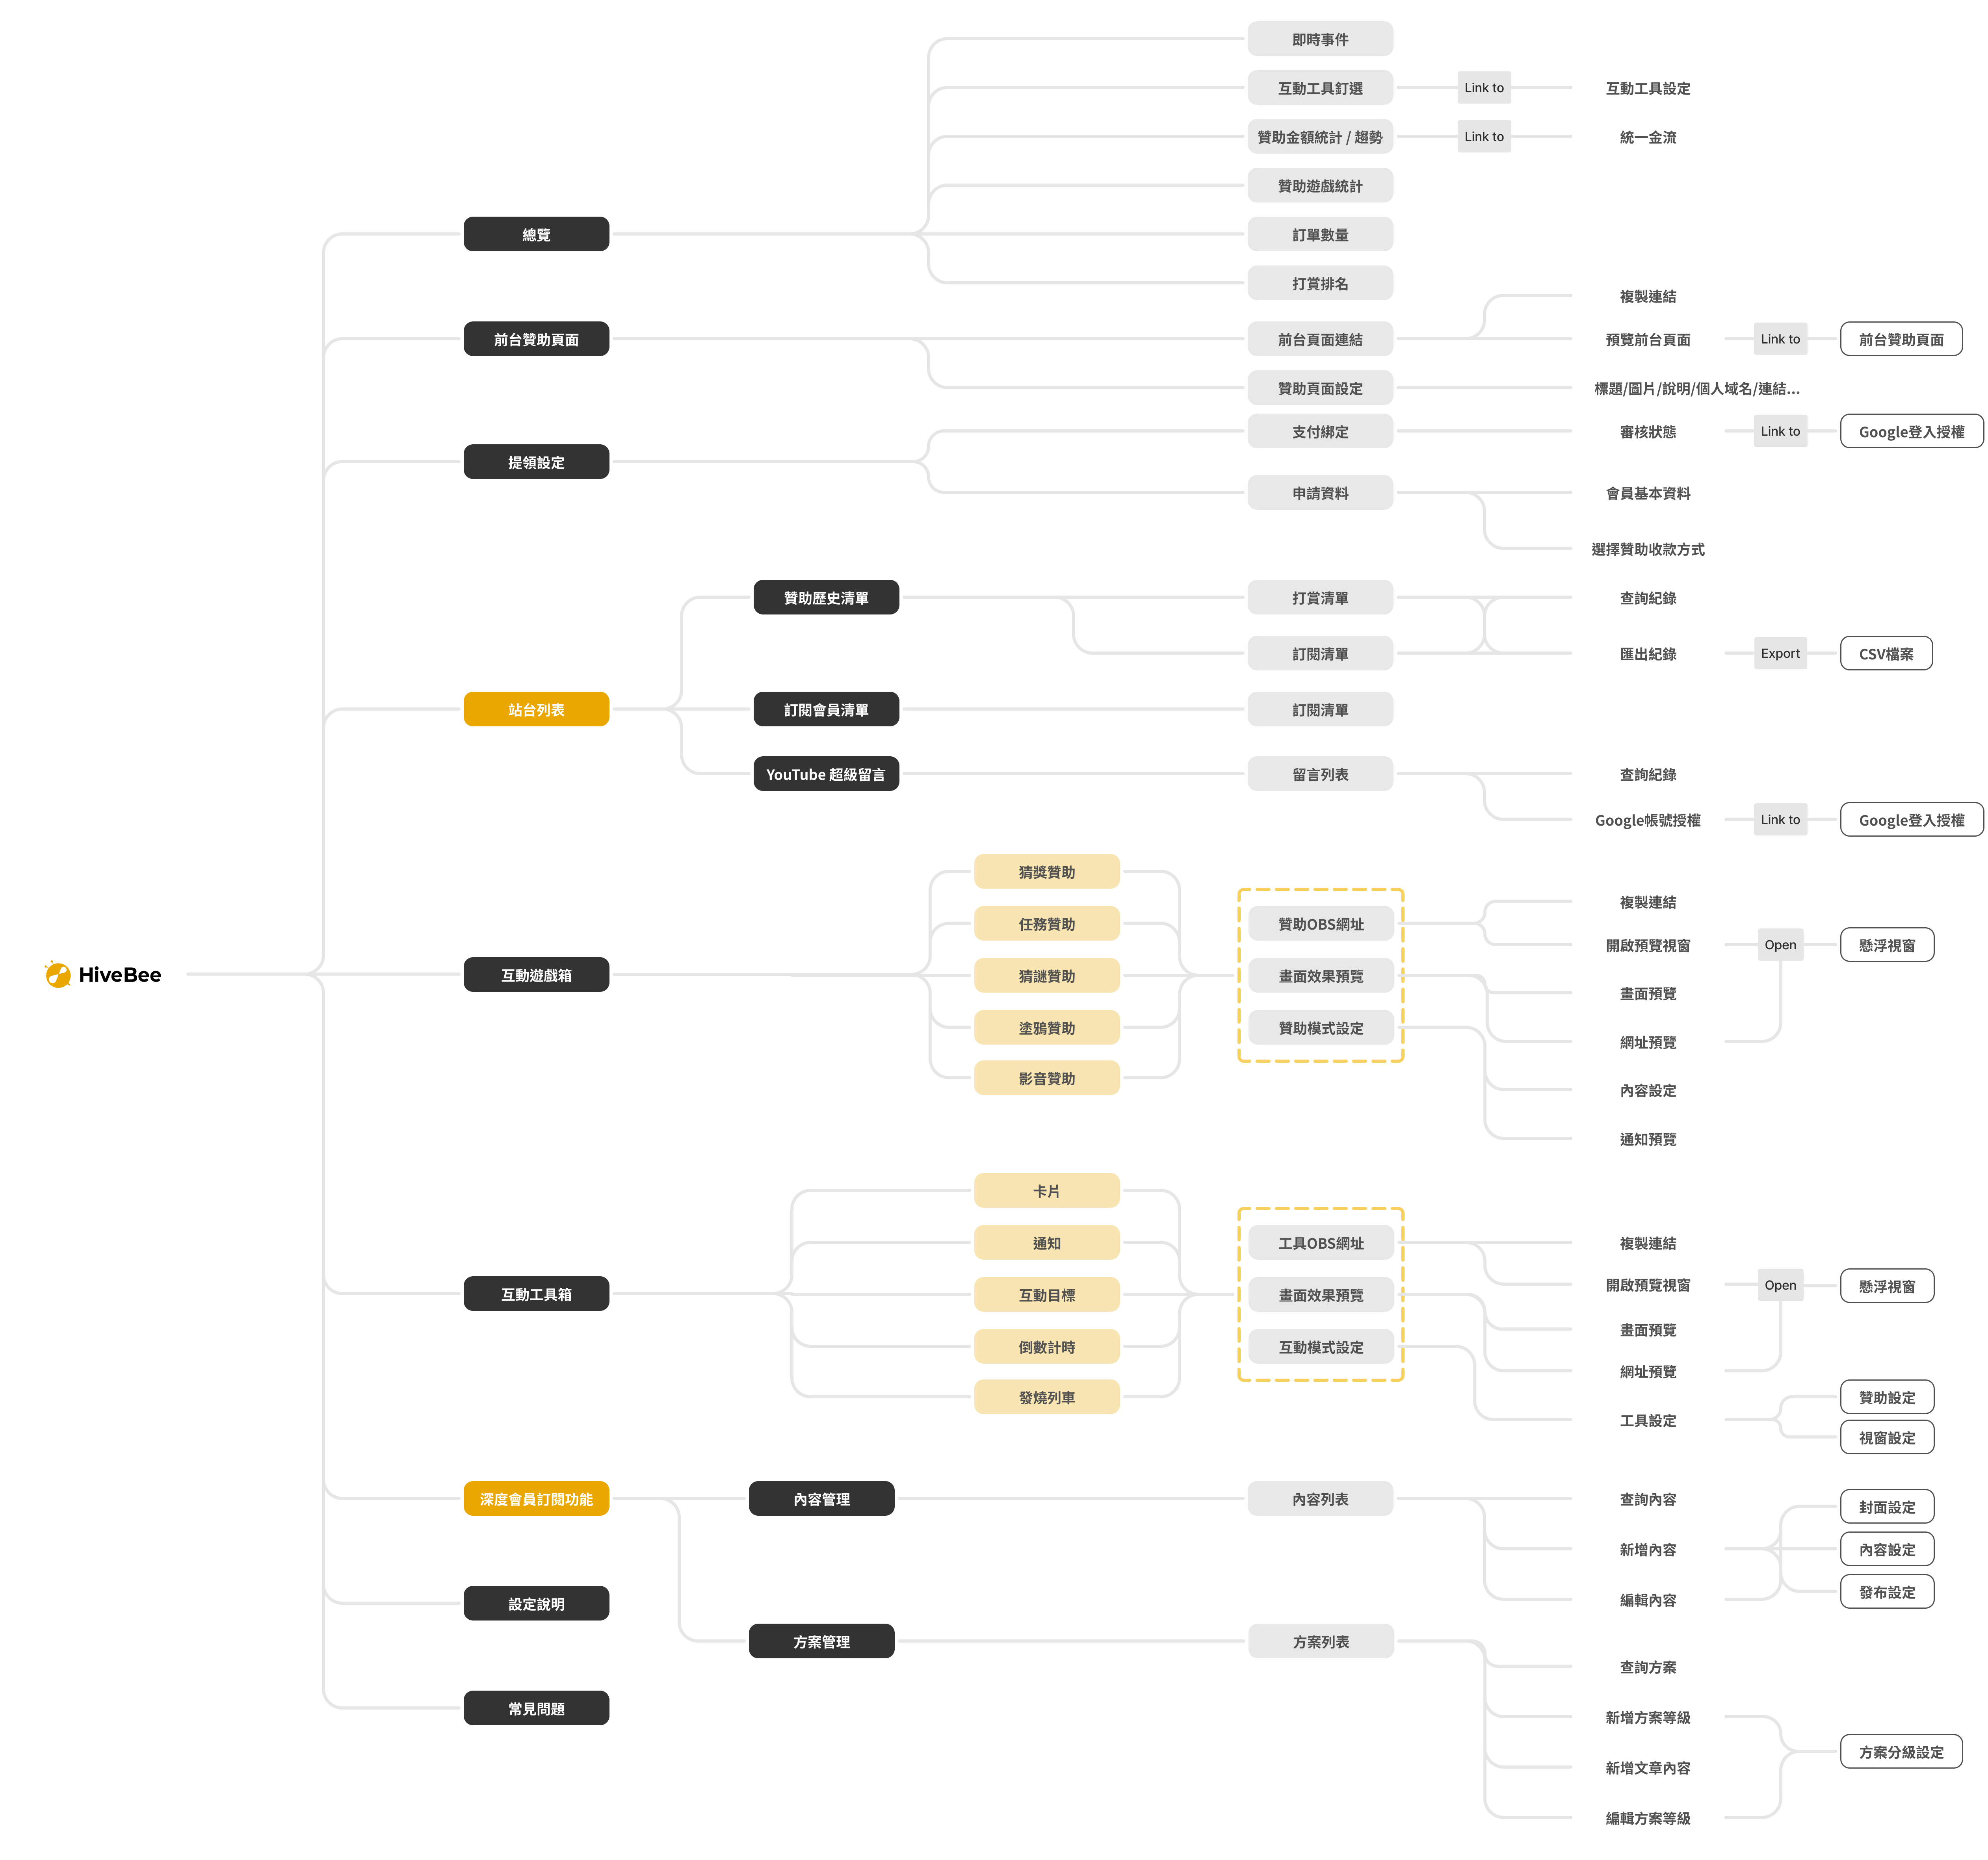 HiveBee
總覽
即時事件
互動工具釘選
Link to
互動工具設定
贊助金額統計 / 趨勢
Link to
統一金流
贊助遊戲統計
訂單數量
打賞排名
前台贊助頁面
前台頁面連結
複製連結
預覽前台頁面
Link to
前台贊助頁面
贊助頁面設定
標題/圖片/說明/個人域名/連結...
提領設定
支付綁定
審核狀態
Link to
Google登入授權
申請資料
會員基本資料
選擇贊助收款方式
站台列表
贊助歷史清單
打賞清單
查詢紀錄
訂閱清單
匯出紀錄
Export
CSV檔案
訂閱會員清單
訂閱清單
YouTube 超級留言
留言列表
查詢紀錄
Google帳號授權
Link to
Google登入授權
互動遊戲箱
猜獎贊助
任務贊助
猜謎贊助
塗鴉贊助
影音贊助
贊助OBS網址
畫面效果預覽
贊助模式設定
複製連結
開啟預覽視窗
Open
懸浮視窗
畫面預覽
網址預覽
內容設定
通知預覽
互動工具箱
卡片
通知
互動目標
倒數計時
發燒列車
工具OBS網址
畫面效果預覽
互動模式設定
複製連結
開啟預覽視窗
Open
懸浮視窗
畫面預覽
網址預覽
工具設定
贊助設定
視窗設定
深度會員訂閱功能
內容管理
內容列表
查詢內容
新增內容
編輯內容
封面設定
內容設定
發布設定
設定說明
方案管理
方案列表
查詢方案
新增方案等級
新增文章內容
編輯方案等級
方案分級設定
常見問題